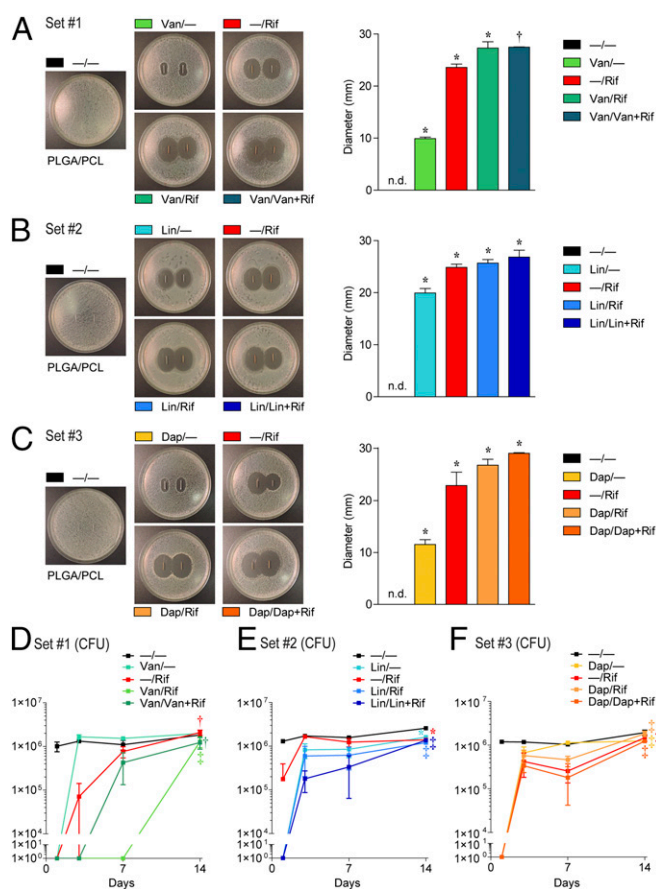 A Set #1
Van/— —/Rif
—/—
PLGA/PCL
Van/Rif Van/Van+Rif
Diameter (mm)
30
20
10
0
n.d.
* * * †
—/—
Van/—
—/Rif
Van/Rif
Van/Van+Rif
B Set #2
Lin/— —/Rif
—/—
PLGA/PCL
Lin/Rif Lin/Lin+Rif
Diameter (mm)
30
20
10
0
n.d.
* * * *
—/—
Lin/—
—/Rif
Lin/Rif
Lin/Lin+Rif
C Set #3
Dap/— —/Rif
—/—
PLGA/PCL
Dap/Rif Dap/Dap+Rif
Diameter (mm)
30
20
10
0
n.d.
* * * *
—/—
Dap/—
—/Rif
Dap/Rif
Dap/Dap+Rif
D Set #1 (CFU)
—/—
Van/—
—/Rif
Van/Rif
Van/Van+Rif
1×10⁷
1×10⁶
1×10⁵
1×10⁴
1×10¹
1×10⁰
†
†
‡
0 7 14
Days
E Set #2 (CFU)
—/—
Lin/—
—/Rif
Lin/Rif
Lin/Lin+Rif
1×10⁷
1×10⁶
1×10⁵
1×10⁴
1×10¹
1×10⁰
*
‡
‡
0 7 14
Days
F Set #3 (CFU)
—/—
Dap/—
—/Rif
Dap/Rif
Dap/Dap+Rif
1×10⁷
1×10⁶
1×10⁵
1×10⁴
1×10¹
1×10⁰
‡
‡
‡
‡
0 7 14
Days